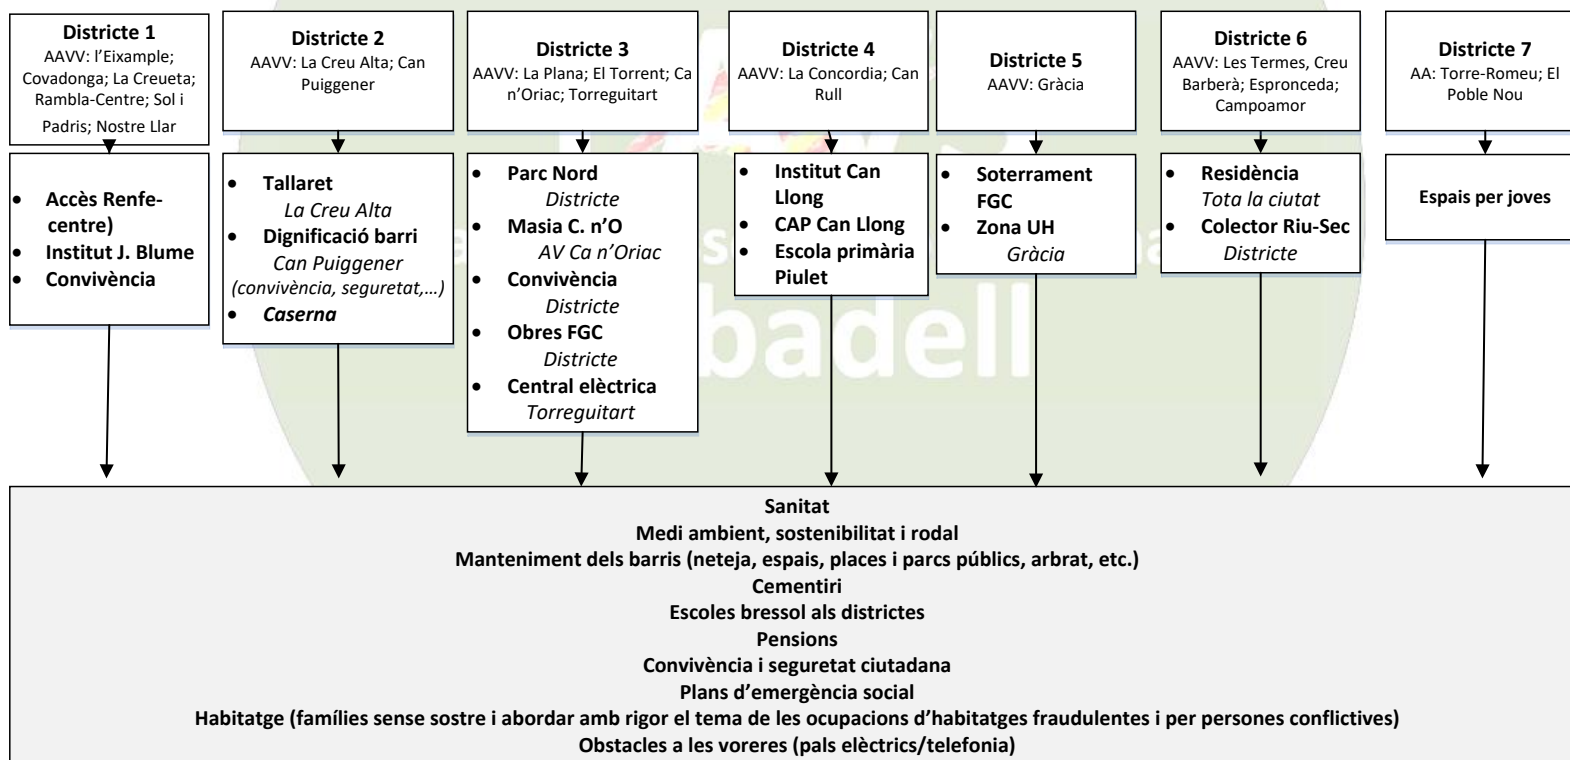 Districte 1
AAVV: l’Eixample;
Covadonga; La Creueta;
Rambla-Centre; Sol i
Padris; Nostre Llar
Districte 2
AAVV: La Creu Alta; Can
Puiggener
Districte 3
AAVV: La Plana; El Torrent; Ca
n’Oriac; Torreguitart
Districte 4
AAVV: La Concordia; Can
Rull
Districte 5
AAVV: Gràcia
Districte 6
AAVV: Les Termes, Creu
Barberà; Espronceda;
Campoamor
Districte 7
AA: Torre-Romeu; El
Poble Nou
• Accès Renfe-
centre)
• Institut J. Blume
• Convivència
• Tallaret
La Creu Alta
• Dignificació barri
Can Puiggener
(convivència, seguretat,...)
• Caserna
• Parc Nord
Districte
• Masia C. n’O
AV Ca n’Oriac
• Convivència
Districte
• Obres FGC
Districte
• Central elèctrica
Torreguitart
• Institut Can
Llong
• CAP Can Llong
• Escola primària
Piulet
• Soterrament
FGC
• Zona UH
Gràcia
• Residència
Tota la ciutat
• Colector Riu-Sec
Districte
Espais per joves
badell
Sanitat
Medi ambient, sostenibilitat i rodal
Manteniment dels barris (neteja, espais, places i parcs públics, arbrat, etc.)
Cementiri
Escoles bressol als districtes
Pensions
Convivència i seguretat ciutadana
Plans d’emergència social
Habitatge (famílies sense sostre i abordar amb rigor el tema de les ocupacions d’habitatges fraudulentes i per persones conflictives)
Obstacles a les voreres (pals elèctrics/telefonia)